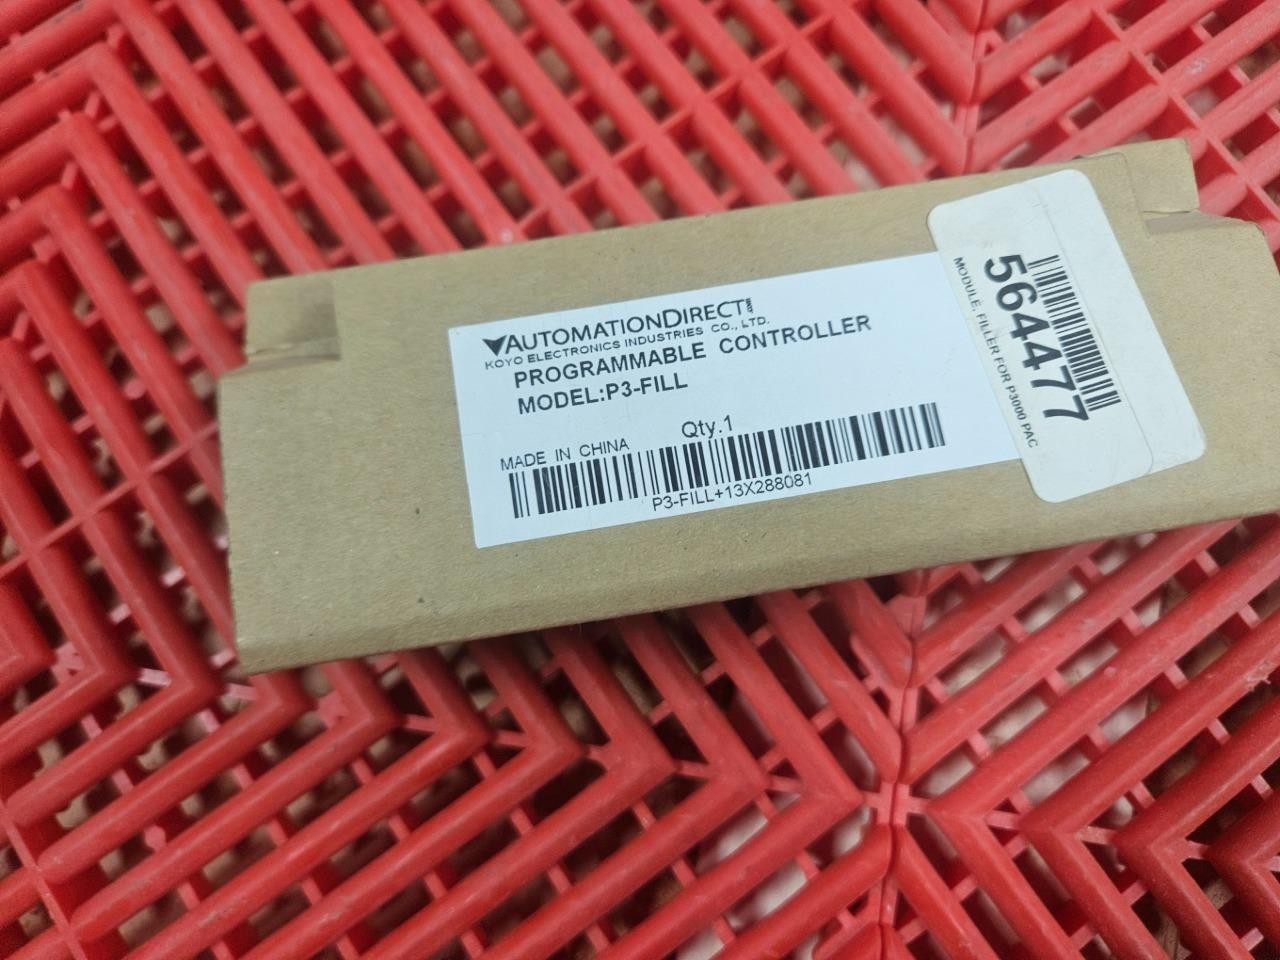 AUTOMATIONDIRECT.com
KOYO ELECTRONICS INDUSTRIES CO., LTD.
PROGRAMMABLE CONTROLLER
MODEL:P3-FILL
Qty.1
MADE IN CHINA
P3-FILL+13X288081
564477
MODULE, FILLER FOR P3000 PAC